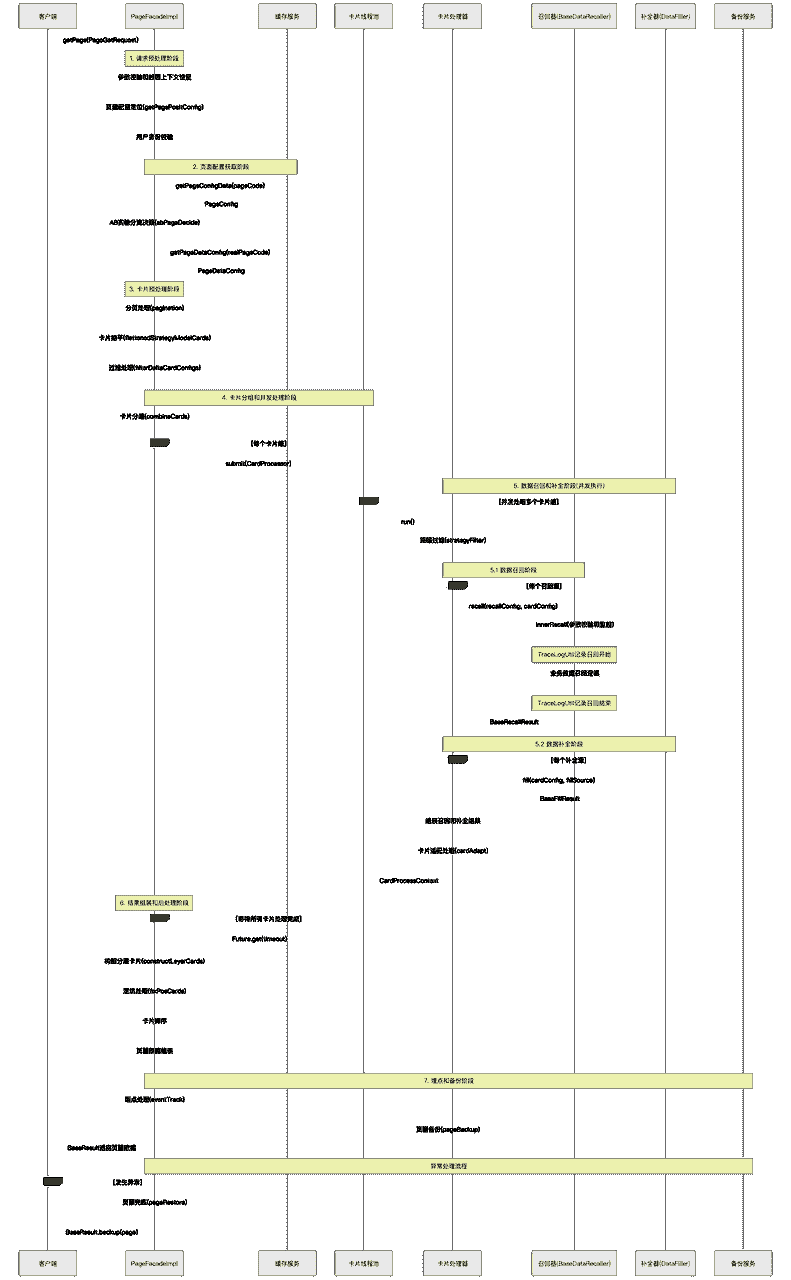 客户端 PageFacadeImpl 缓存服务 卡片线程池 卡片处理器 召回器(BaseDataRecaller) 补全器(DataFiller) 备份服务
getPage(PageGetRequest)
1. 请求预处理阶段
参数校验和线程上下文设置
页面配置定位(getPagePositConfig)
用户身份校验
2. 页面配置获取阶段
getPageConfigData(pageCode)
PageConfig
AB实验分流决策(abPageDecide)
getPageDataConfig(realPageCode)
PageDataConfig
3. 卡片预处理阶段
分页处理(pagination)
卡片铺平(flattenedStrategyModelCards)
过滤处理(filterDeltaCardConfigs)
4. 卡片分组和并发处理阶段
卡片分组(combineCards)
[每个卡片组]
submit(CardProcessor)
5. 数据召回和补全阶段(并发执行)
[并发处理多个卡片组]
run()
策略过滤(strategyFilter)
5.1 数据召回阶段
[每个召回源]
recall(recallConfig, cardConfig)
innerRecall(参数校验和监控)
TraceLogUtil记录召回开始
业务数据召回逻辑
TraceLogUtil记录召回结果
BaseRecallResult
5.2 数据补全阶段
[每个补全源]
fill(cardConfig, fillSource)
BaseFillResult
组装召回和补全结果
卡片适配处理(cardAdapt)
CardProcessContext
6. 结果组装和后处理阶段
[等待所有卡片处理完成]
Future.get(timeout)
构建分层卡片(constructLayerCards)
定坑处理(fixPosCards)
卡片排序
页面数据组装
7. 埋点和备份阶段
埋点处理(eventTrack)
页面备份(pageBackup)
BaseResult返回页面数据
异常处理流程
[发生异常]
页面兜底(pageRestore)
BaseResult.backup(page)
客户端 PageFacadeImpl 缓存服务 卡片线程池 卡片处理器 召回器(BaseDataRecaller) 补全器(DataFiller) 备份服务